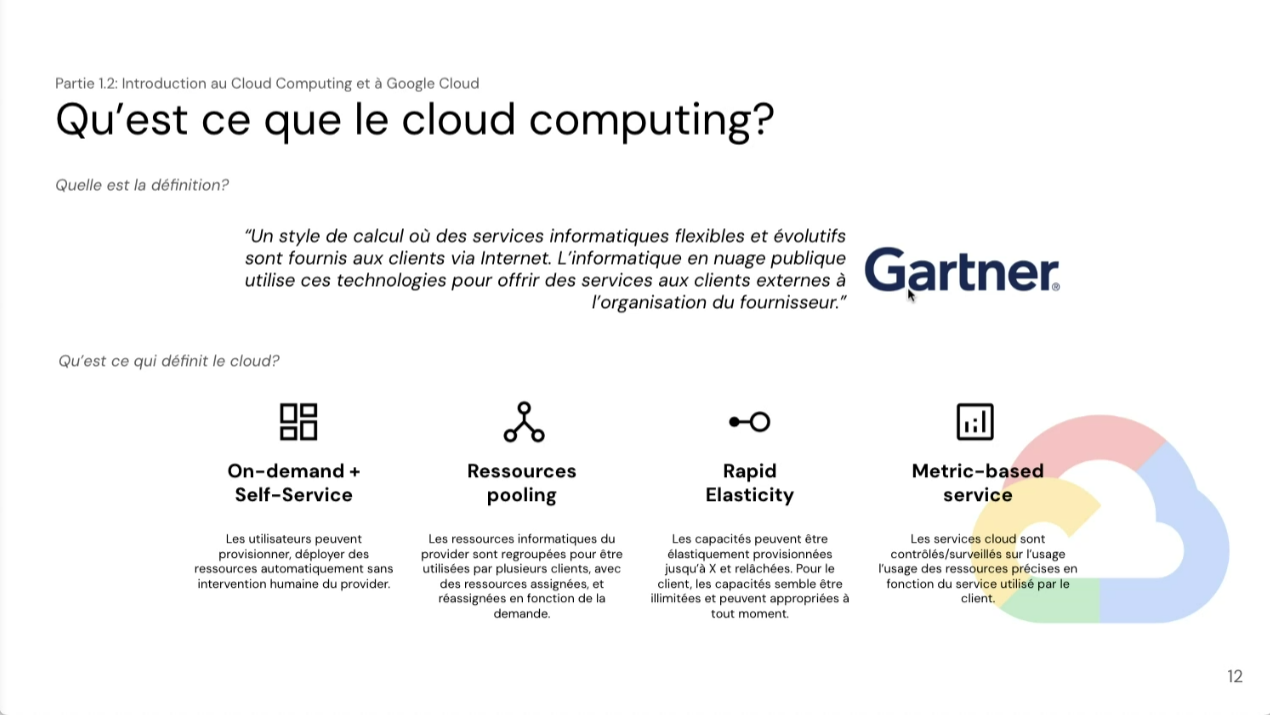 Partie 1.2: Introduction au Cloud Computing et à Google Cloud
Qu’est ce que le cloud computing?
Quelle est la définition?
“Un style de calcul où des services informatiques flexibles et évolutifs
sont fournis aux clients via Internet. L’informatique en nuage publique
utilise ces technologies pour offrir des services aux clients externes à
l’organisation du fournisseur.”
Gartner®
Qu’est ce qui définit le cloud?
On-demand +
Self-Service
Les utilisateurs peuvent
provisionner, déployer des
ressources automatiquement sans
intervention humaine du provider.
Ressources
pooling
Les ressources informatiques du
provider sont regroupées pour être
utilisées par plusieurs clients, avec
des ressources assignées, et
réassignées en fonction de la
demande.
Rapid
Elasticity
Les capacités peuvent être
élastiquement provisionnées
jusqu’à X et relâchées. Pour le
client, les capacités semble être
illimitées et peuvent appropriées à
tout moment.
Metric-based
service
Les services cloud sont
contrôlés/surveillés sur l’usage
l’usage des ressources précises en
fonction du service utilisé par le
client.
12